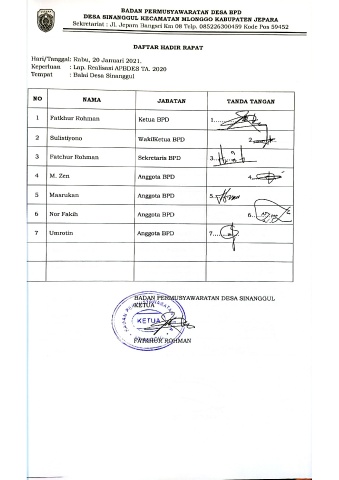 BADAN PERMUSYAWARATAN DESA BPD
DESA SINANGGUL KECAMATAN MLONGGO KABUPATEN JEPARA
Sekretariat : Jl. Jepara Bangsri Km 08 Telp. 085226300459 Kode Pos 59452
DAFTAR HADIR RAPAT
Hari/Tanggal: Rabu, 20 Januari 2021.
Keperluan : Lap. Realisasi APBDES TA. 2020
Tempat : Balai Desa Sinanggul
NO NAMA JABATAN TANDA TANGAN
1 Fatkhur Rohman Ketua BPD 1.
2 Sulistiyono WakilKetua BPD 2.
3 Fatchur Rohman Sekretaris BPD 3.
4 M. Zen Anggota BPD 4.
5 Masrukan Anggota BPD 5.
6 Nor Fakih Anggota BPD 6.
7 Umrotin Anggota BPD 7.
BADAN PERMUSYAWARATAN DESA SINANGGUL
KETUA
KETUA
FATKHUR ROHMAN